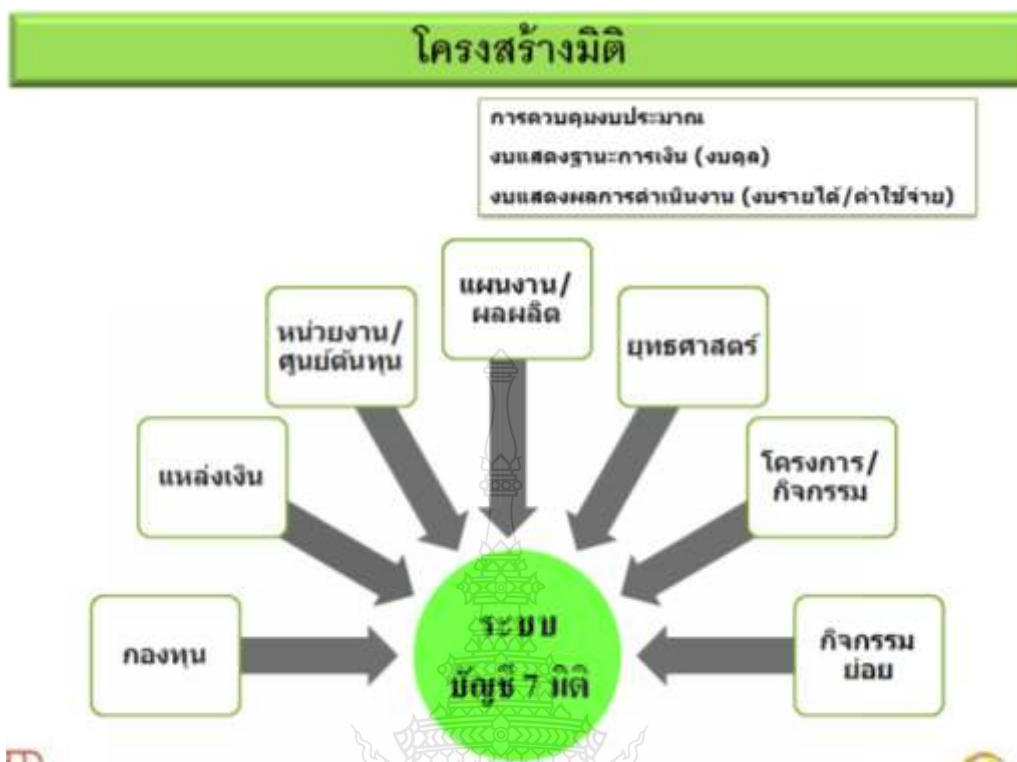 โครงสร้างมิติ
การควบคุมงบประมาณ
งบแสดงฐานะการเงิน (งบดุล)
งบแสดงผลการดำเนินงาน (งบรายได้/ค่าใช้จ่าย)
แผนงาน/
ผลผลิต
หน่วยงาน/
ศูนย์ต้นทุน
ยุทธศาสตร์
แหล่งเงิน
โครงการ/
กิจกรรม
กองทุน
ระบบ
บัญชี 7 มิติ
กิจกรรม
ย่อย